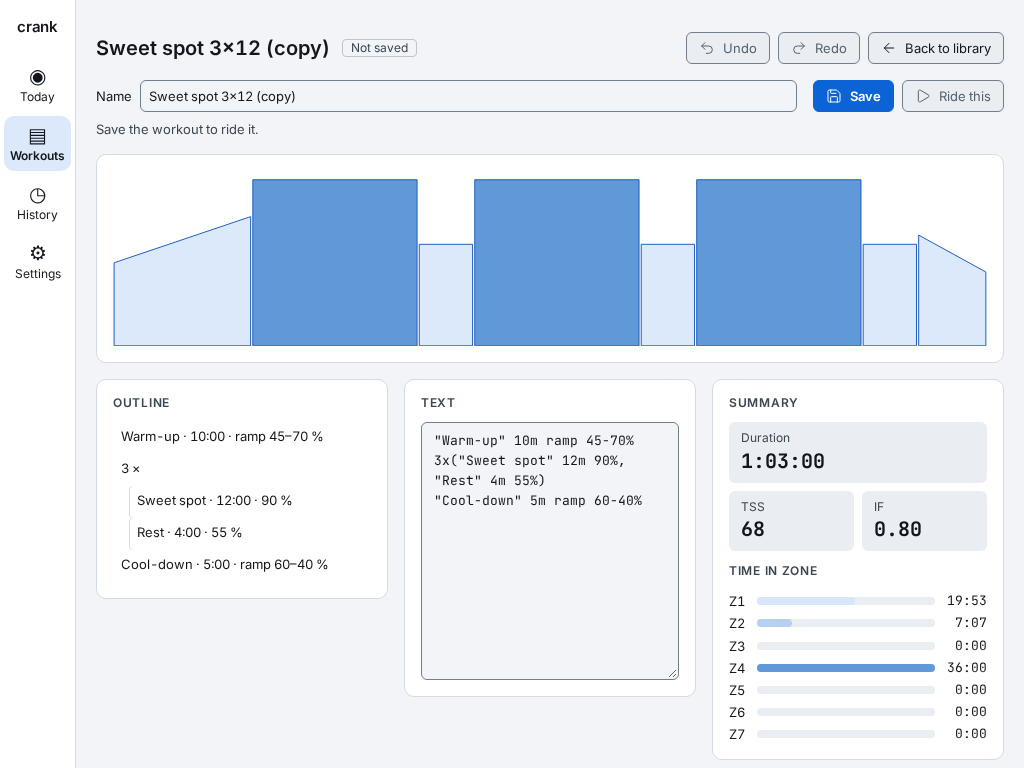 crank
Today
Workouts
History
Settings
Sweet spot 3×12 (copy)
Not saved
Undo
Redo
Back to library
Name
Sweet spot 3×12 (copy)
Save
Ride this
Save the workout to ride it.
OUTLINE
Warm-up · 10:00 · ramp 45–70 %
3 ×
Sweet spot · 12:00 · 90 %
Rest · 4:00 · 55 %
Cool-down · 5:00 · ramp 60–40 %
TEXT
"Warm-up" 10m ramp 45-70%
3x("Sweet spot" 12m 90%,
"Rest" 4m 55%)
"Cool-down" 5m ramp 60-40%
SUMMARY
Duration
1:03:00
TSS
68
IF
0.80
TIME IN ZONE
Z1 19:53
Z2 7:07
Z3 0:00
Z4 36:00
Z5 0:00
Z6 0:00
Z7 0:00